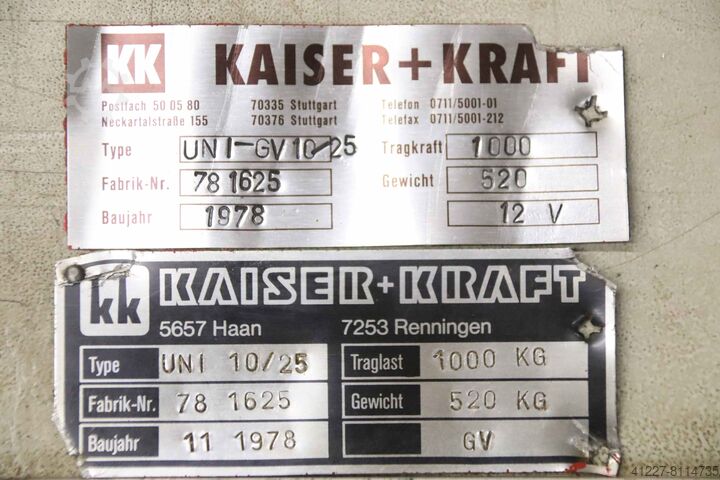 KK KAISER+KRAFT
Postfach 50 05 80 70335 Stuttgart Telefon 0711/5001-01
Neckartalstraße 155 70376 Stuttgart Telefax 0711/5001-212
Type UNI-GV10/25 Tragkraft 1000
Fabrik-Nr. 78 1625 Gewicht 520
Baujahr 1978 12 V
kk KAISER+KRAFT
5657 Haan 7253 Renningen
Type UNI 10/25 Traglast 1000 KG
Fabrik-Nr. 78 1625 Gewicht 520 KG
Baujahr 11 1978 GV
41227-8114735